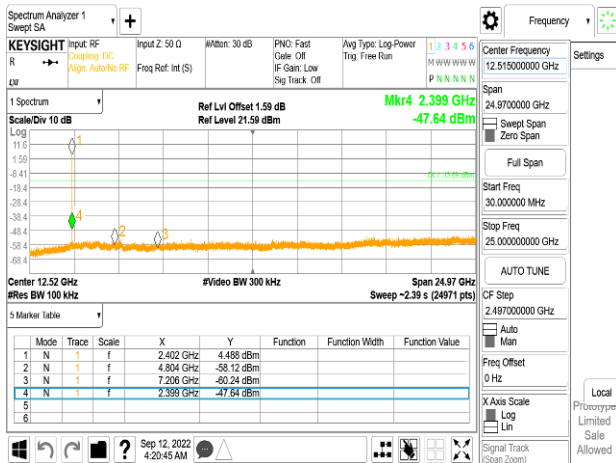 Spectrum Analyzer 1
Swept SA
+
Frequency
KEYSIGHT
R
Input: RF
Coupling: DC
Align: Auto/No RF
Input Z: 50 Ω
Freq Ref: Int (S)
#Atten: 30 dB
PNO: Fast
Gate: Off
IF Gain: Low
Sig Track: Off
Avg Type: Log-Power
Trig: Free Run
1 2 3 4 5 6
M W W W W W
P N N N N N
1 Spectrum
Scale/Div 10 dB
Ref Lvl Offset 1.59 dB
Ref Level 21.59 dBm
Mkr4 2.399 GHz
-47.64 dBm
Log
11.6
1.59
-8.41
-18.4
-28.4
-38.4
-48.4
-58.4
-68.4
1
2
3
4
Center 12.52 GHz
#Res BW 100 kHz
#Video BW 300 kHz
Span 24.97 GHz
Sweep ~2.39 s (24971 pts)
5 Marker Table
Mode Trace Scale X Y Function Function Width Function Value
1 N 1 f 2.402 GHz 4.488 dBm
2 N 1 f 4.804 GHz -58.12 dBm
3 N 1 f 7.206 GHz -60.24 dBm
4 N 1 f 2.399 GHz -47.64 dBm
5
6
?
Sep 12, 2022
4:20:45 AM
Center Frequency
12.515000000 GHz
Span
24.9700000 GHz
Swept Span
Zero Span
Full Span
Start Freq
30.000000 MHz
Stop Freq
25.000000000 GHz
AUTO TUNE
CF Step
2.497000000 GHz
Auto
Man
Freq Offset
0 Hz
X Axis Scale
Log
Lin
Signal Track
(Span Zoom)
Settings
Local
Prototype
Limited
Sale
Allowed